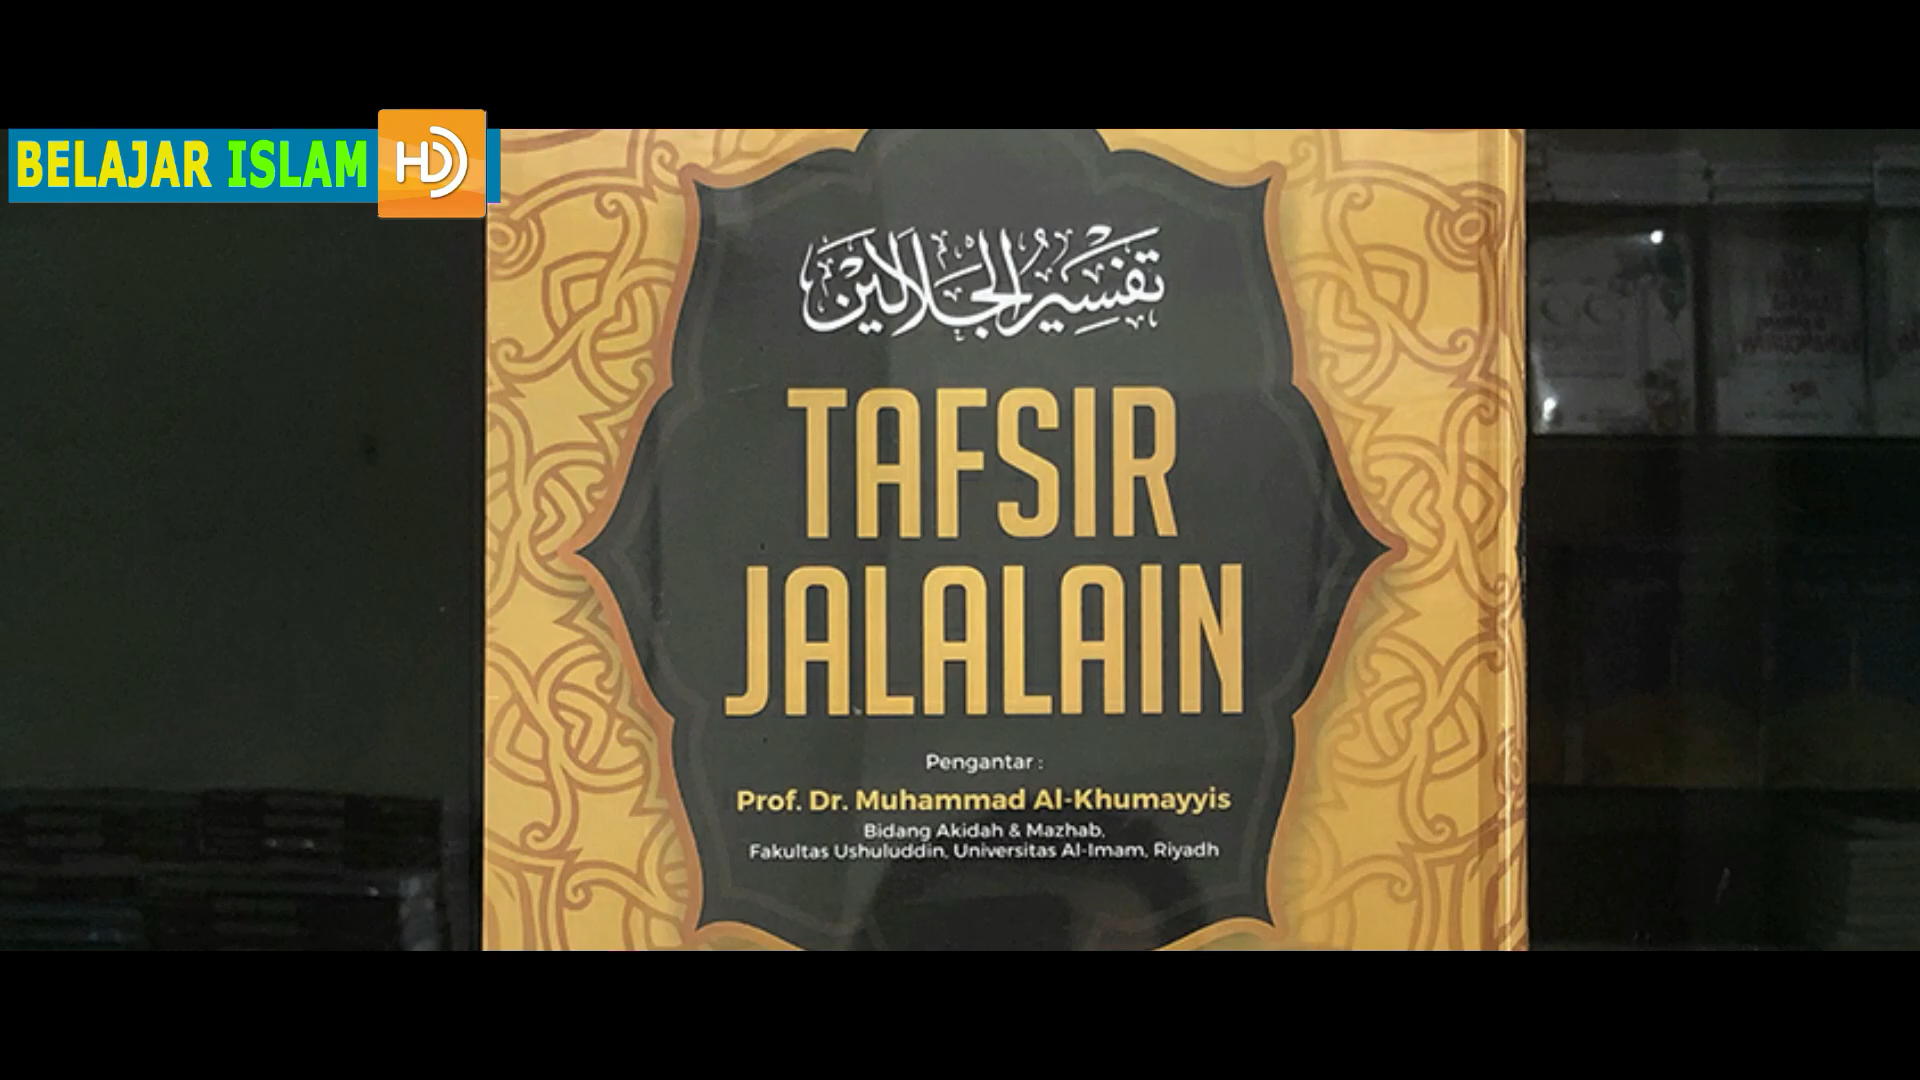 BELAJAR ISLAM HD
تفسير الجلالين
TAFSIR
JALALAIN
Pengantar :
Prof. Dr. Muhammad Al-Khumayyis
Bidang Akidah & Mazhab,
Fakultas Ushuluddin, Universitas Al-Imam, Riyadh